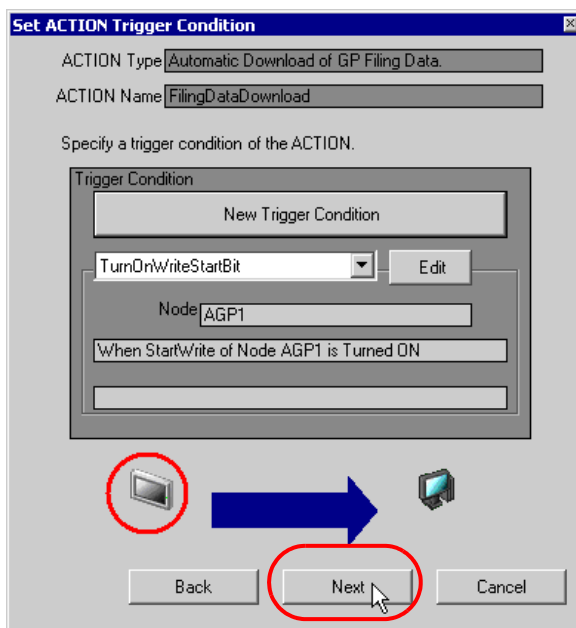 Set ACTION Trigger Condition
ACTION Type Automatic Download of GP Filing Data.
ACTION Name FilingDataDownload
Specify a trigger condition of the ACTION.
Trigger Condition
New Trigger Condition
TurnOnWriteStartBit Edit
Node AGP1
When StartWrite of Node AGP1 is Turned ON
Back Next Cancel